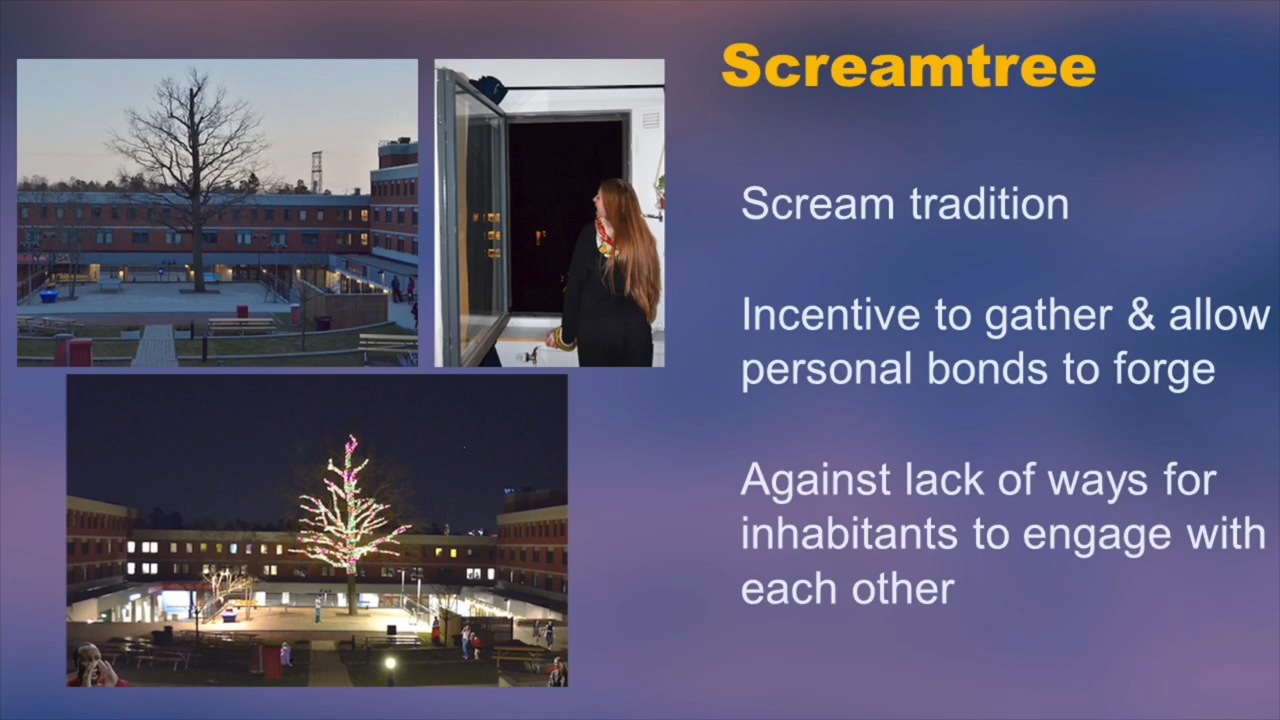 Screamtree
Scream tradition
Incentive to gather & allow
personal bonds to forge
Against lack of ways for
inhabitants to engage with
each other